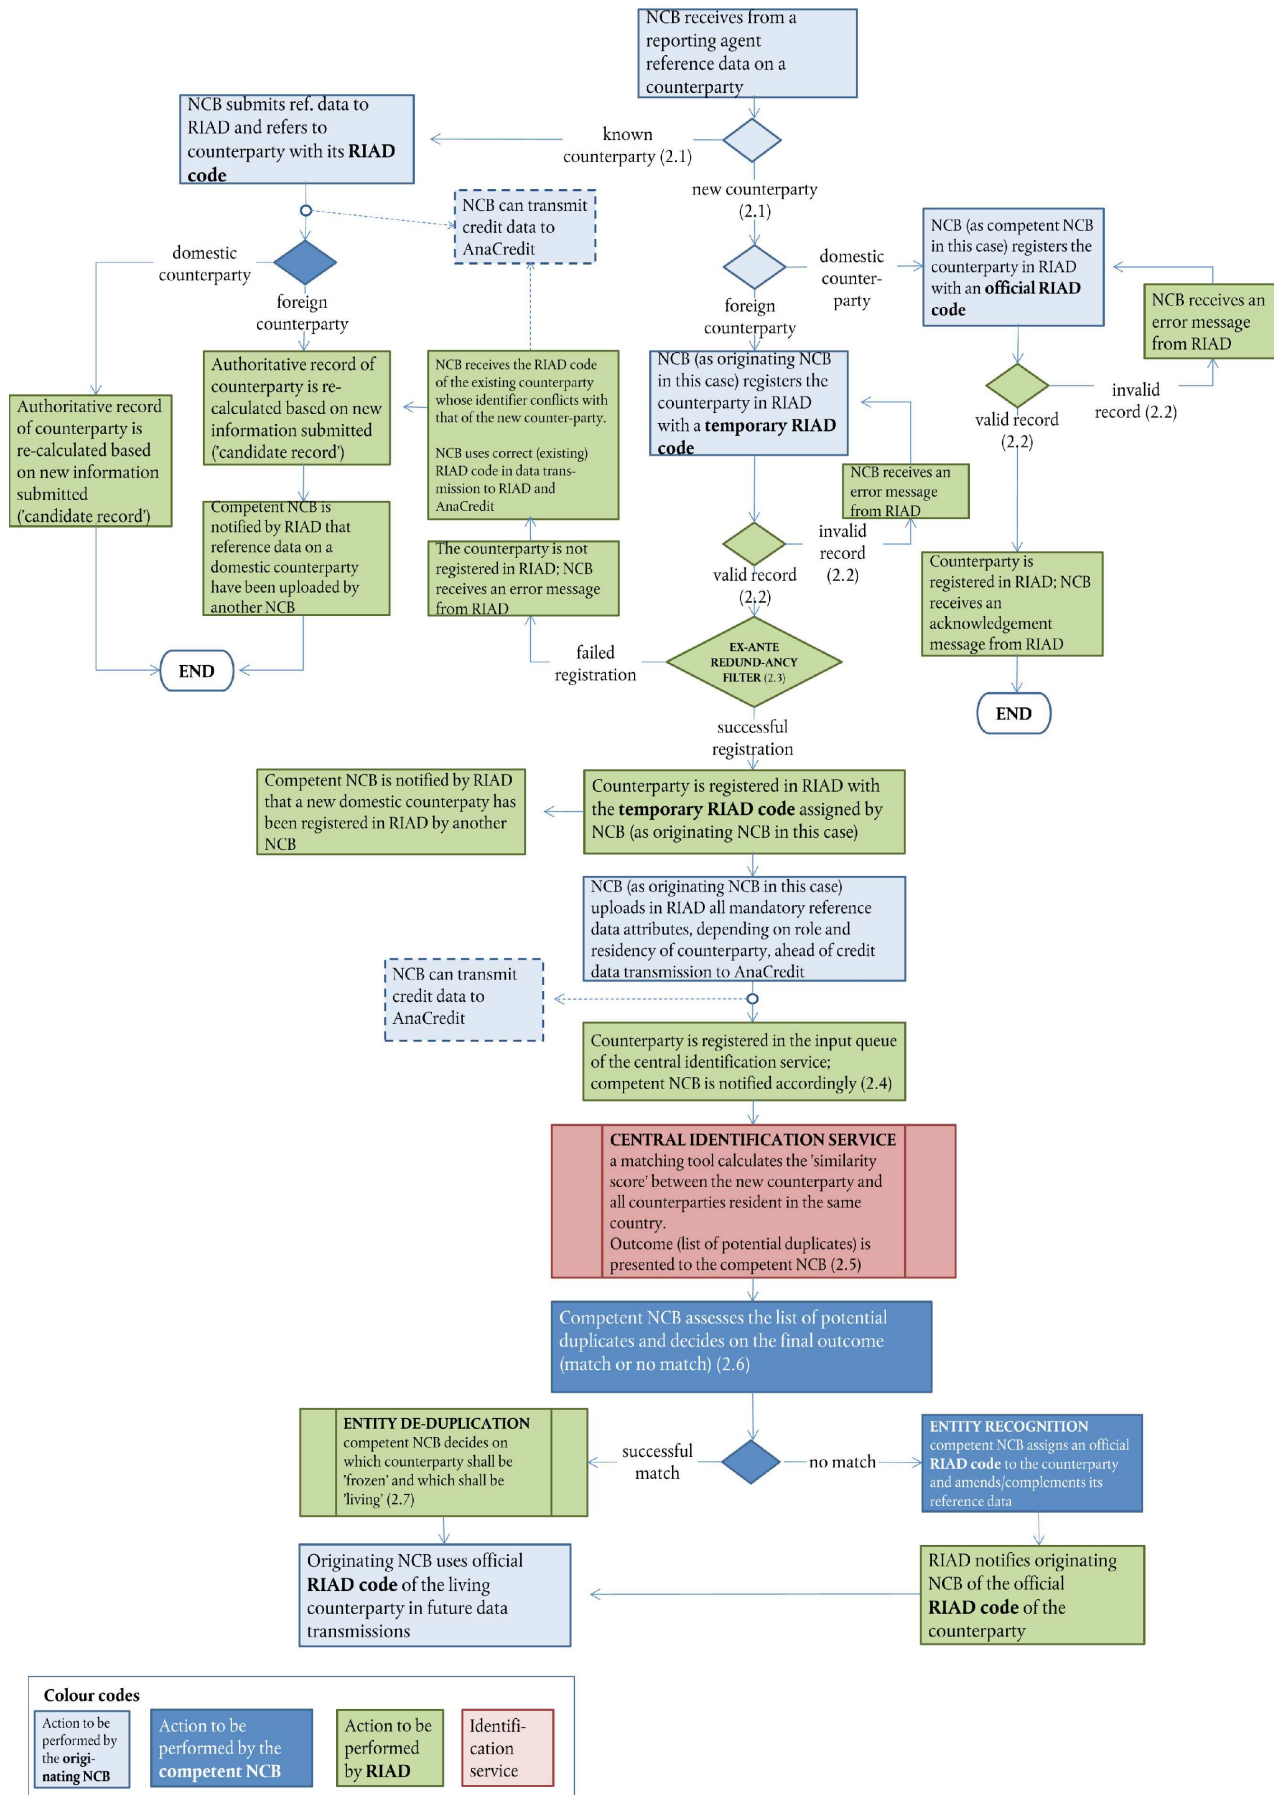 NCB receives from a
reporting agent
reference data on a
counterparty
NCB submits ref. data to
RIAD and refers to
counterparty with its RIAD
code
known
counterparty (2.1)
new counterparty
(2.1)
NCB can transmit
credit data to
AnaCredit
domestic
counterparty
foreign
counterparty
domestic
counter-
party
foreign
counterparty
NCB (as competent NCB
in this case) registers the
counterparty in RIAD
with an official RIAD
code
NCB receives an
error message
from RIAD
invalid
record (2.2)
valid record
(2.2)
Authoritative record
of counterparty is
re-calculated based
on new information
submitted
('candidate record')
Authoritative record of
counterparty is re-
calculated based on new
information submitted
('candidate record')
NCB receives the RIAD code
of the existing counterparty
whose identifier conflicts with
that of the new counter-party.
NCB uses correct (existing)
RIAD code in data trans-
mission to RIAD and
AnaCredit
NCB (as originating NCB
in this case) registers the
counterparty in RIAD
with a temporary RIAD
code
NCB receives an
error message
from RIAD
Competent NCB is
notified by RIAD that
reference data on a
domestic counterparty
have been uploaded by
another NCB
The counterparty is not
registered in RIAD; NCB
receives an error message
from RIAD
invalid
record
(2.2)
valid record
(2.2)
Counterparty is
registered in RIAD; NCB
receives an
acknowledgement
message from RIAD
END
failed
registration
EX-ANTE
REDUND-ANCY
FILTER (2.3)
END
successful
registration
Competent NCB is notified by RIAD
that a new domestic counterpaty has
been registered in RIAD by another
NCB
Counterparty is registered in RIAD with
the temporary RIAD code assigned by
NCB (as originating NCB in this case)
NCB (as originating NCB in this case)
uploads in RIAD all mandatory reference
data attributes, depending on role and
residency of counterparty, ahead of credit
data transmission to AnaCredit
NCB can transmit
credit data to
AnaCredit
Counterparty is registered in the input queue
of the central identification service;
competent NCB is notified accordingly (2.4)
CENTRAL IDENTIFICATION SERVICE
a matching tool calculates the 'similarity
score' between the new counterparty and
all counterparties resident in the same
country.
Outcome (list of potential duplicates) is
presented to the competent NCB (2.5)
Competent NCB assesses the list of potential
duplicates and decides on the final outcome
(match or no match) (2.6)
ENTITY DE-DUPLICATION
competent NCB decides on
which counterparty shall be
'frozen' and which shall be
'living' (2.7)
successful
match
no match
ENTITY RECOGNITION
competent NCB assigns an official
RIAD code to the counterparty
and amends/complements its
reference data
Originating NCB uses official
RIAD code of the living
counterparty in future data
transmissions
RIAD notifies originating
NCB of the official
RIAD code of the
counterparty
Colour codes
Action to be
performed by
the origi-
nating NCB
Action to be
performed by the
competent NCB
Action to be
performed
by RIAD
Identifi-
cation
service